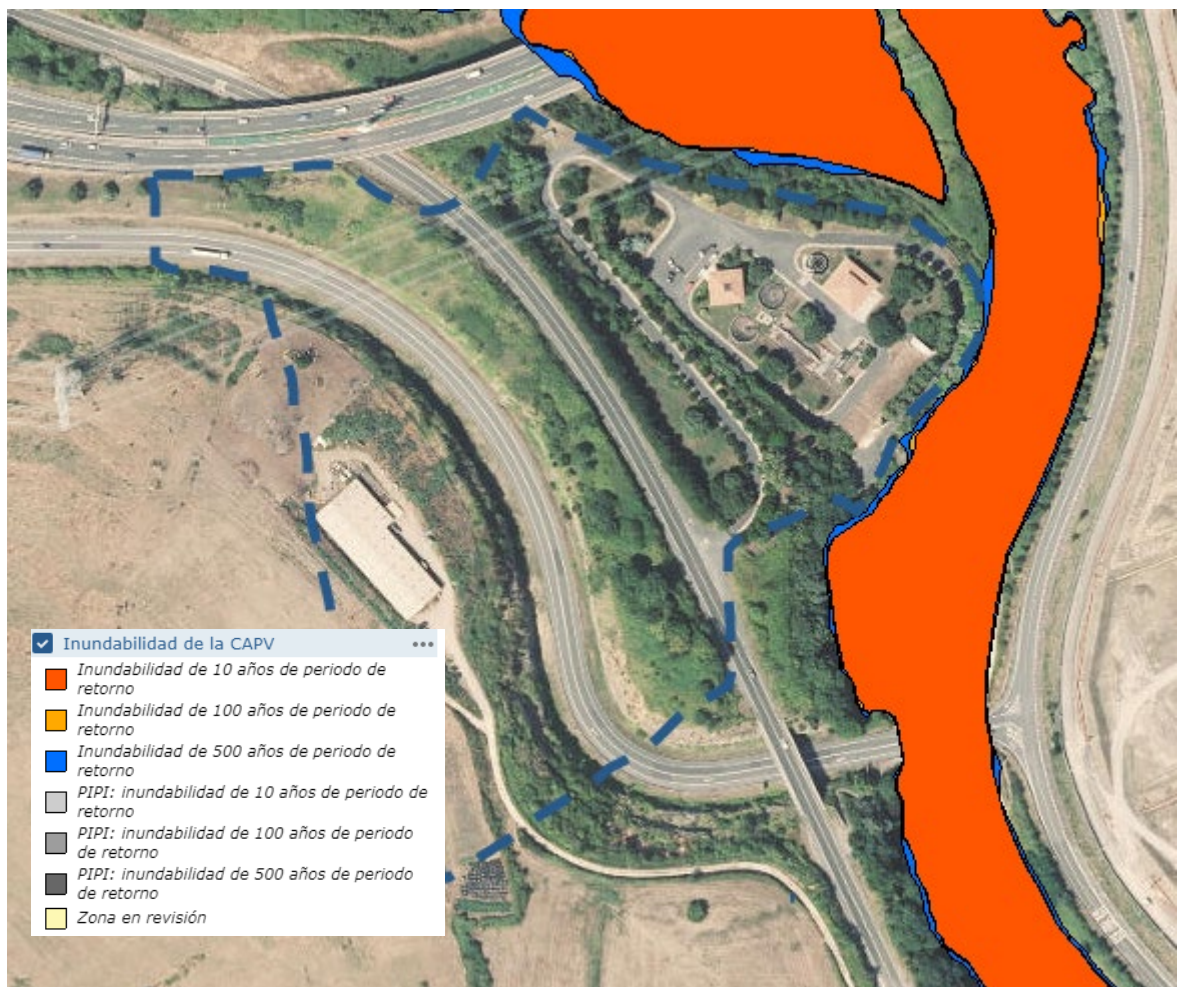 Inundabilidad de la CAPV
Inundabilidad de 10 años de periodo de
retorno
Inundabilidad de 100 años de periodo de
retorno
Inundabilidad de 500 años de periodo de
retorno
PIPI: inundabilidad de 10 años de periodo de
retorno
PIPI: inundabilidad de 100 años de periodo
de retorno
PIPI: inundabilidad de 500 años de periodo
de retorno
Zona en revisión